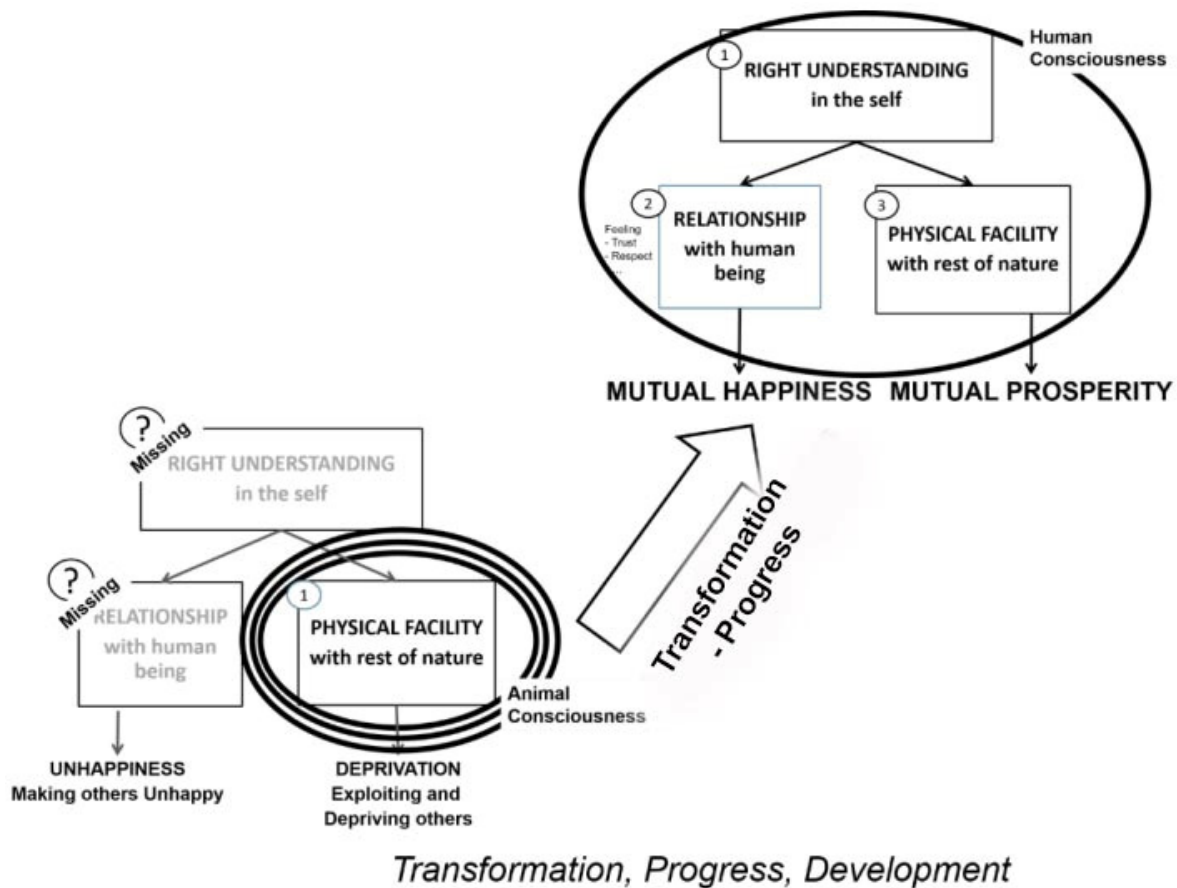 Human
Consciousness
1
RIGHT UNDERSTANDING
in the self
2
RELATIONSHIP
with human
being
Feeling
- Trust
- Respect
...
3
PHYSICAL FACILITY
with rest of nature
MUTUAL HAPPINESS
MUTUAL PROSPERITY
?
Missing
RIGHT UNDERSTANDING
in the self
?
Missing
RELATIONSHIP
with human
being
1
PHYSICAL FACILITY
with rest of nature
Animal
Consciousness
Transformation
- Progress
UNHAPPINESS
Making others Unhappy
DEPRIVATION
Exploiting and
Depriving others
Transformation, Progress, Development